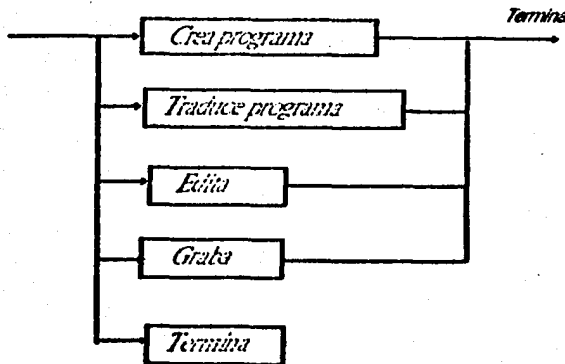 Termina
Crea programa
Traduce programa
Edita
Graba
Termina